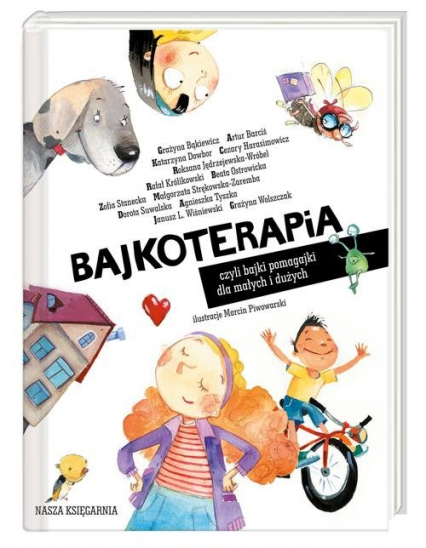 Grażyna Bąkiewicz Artur Barciś
Katarzyna Dowbor Cezary Harasimowicz
Roksana Jędrzejewska-Wróbel
Rafał Królikowski Beata Ostrowicka
Zofia Stanecka Małgorzata Strękowska-Zaremba
Dorota Suwalska Agnieszka Tyszka
Janusz L. Wiśniewski Grażyna Wolszczak
BAJKOTERAPiA
czyli bajki pomagajki
dla małych i dużych
ilustracje Marcin Piwowarski
NASZA KSIĘGARNIA